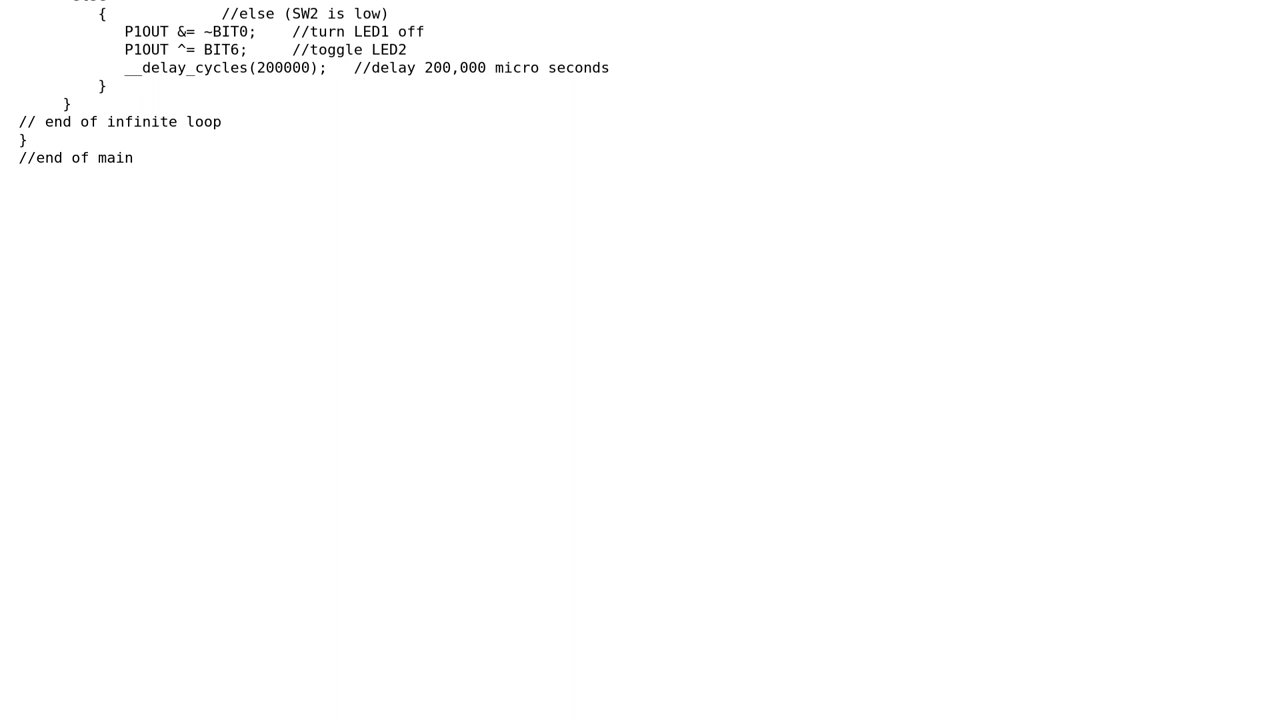 {             //else (SW2 is low)
P1OUT &= ~BIT0;    //turn LED1 off
P1OUT ^= BIT6;     //toggle LED2
__delay_cycles(200000);   //delay 200,000 micro seconds
}
}
// end of infinite loop
}
//end of main